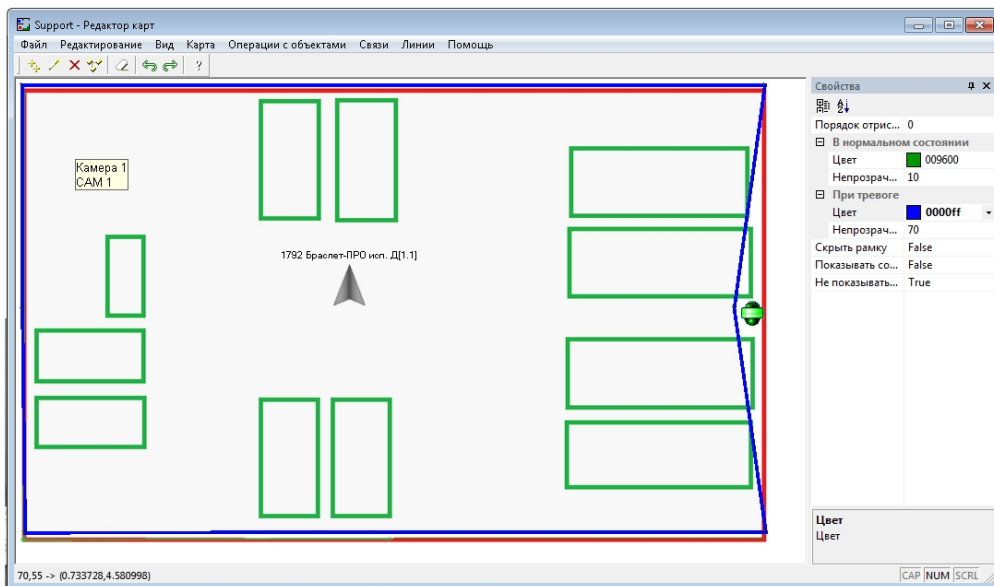 Support - Редактор карт
Файл Редактирование Вид Карта Операции с объектами Связи Линии Помощь
?
Камера 1
CAM 1
1792 Браслет-ПРО исп. Д[1.1]
Свойства
Порядок отрис... 0
В нормальном состоянии
Цвет 009600
Непрозрач... 10
При тревоге
Цвет 0000ff
Непрозрач... 70
Скрыть рамку False
Показывать со... False
Не показывать... True
Цвет
Цвет
70,55 -> (0.733728,4.580998)
CAP NUM SCRL